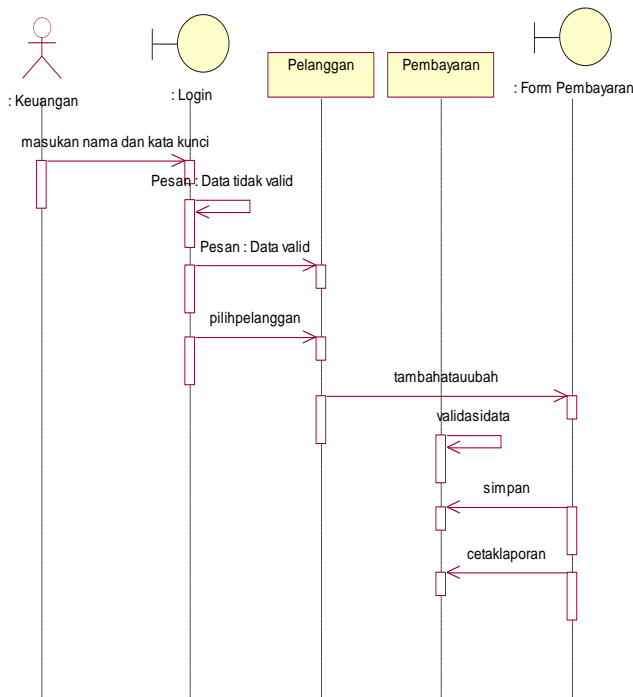 Pelanggan
Pembayaran
: Keuangan
: Login
: Form Pembayaran
masukan nama dan kata kunci
Pesan : Data tidak valid
Pesan : Data valid
pilihpelanggan
tambahatauubah
validasidata
simpan
cetaklaporan